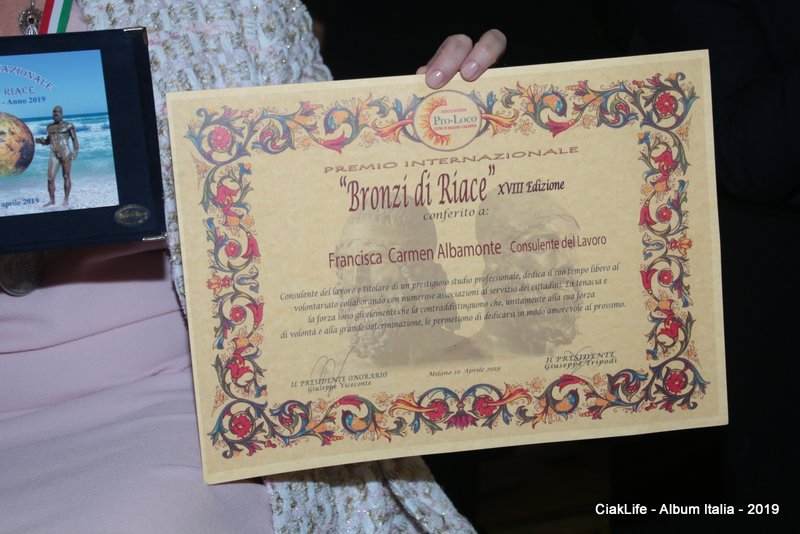 AZIONALE
RIACE
- Anno 2019
aprile 2019
ASSOCIAZIONE
Pro-Loco
PREMIO INTERNAZIONALE
"Bronzi di Riace" XVIII Edizione
conferito a:
Francisca Carmen Albamonte Consulente del Lavoro
Consulente del lavoro e titolare di un prestigioso studio professionale, dedica il suo tempo libero al
volontariato collaborando con numerose associazioni al servizio dei cittadini. La tenacia e
la forza sono gli elementi che la contraddistinguono che, unitamente alla sua forza
di volontà e alla grande determinazione, le permettono di dedicarsi in modo amorevole al prossimo.
IL PRESIDENTE ONORARIO
Giuseppe Viceconte
Milano 10 Aprile 2019
IL PRESIDENTE
Giuseppe Tripodi
CiakLife - Album Italia - 2019